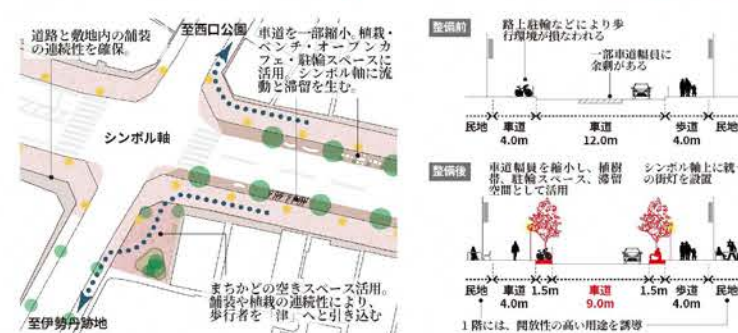 道路と敷地内の舗装
の連続性を確保。
至西口公園
車道を一部縮小。植栽・
ベンチ・オープンカ
フェ・駐輪スペースに
活用。シンボル軸に流
動と滞留を生む。
シンボル軸
まちかどの空きスペース活用。
舗装や植栽の連続性により、
歩行者を「津」へと引き込む
至伊勢丹跡地
整備前
路上駐輪などにより歩
行環境が損なわれる
一部車道幅員に
余剰がある
民地 車道 車道 歩道 民地
4.0m 12.0m 4.0m
整備後
車道幅員を縮小し、植樹
帯、駐輪スペース、滞留
空間として活用
シンボル軸上に統一
の街灯を設置
民地 車道 1.5m 車道 1.5m 歩道 民地
4.0m 9.0m 4.0m
1階には、開放性の高い用途を誘導